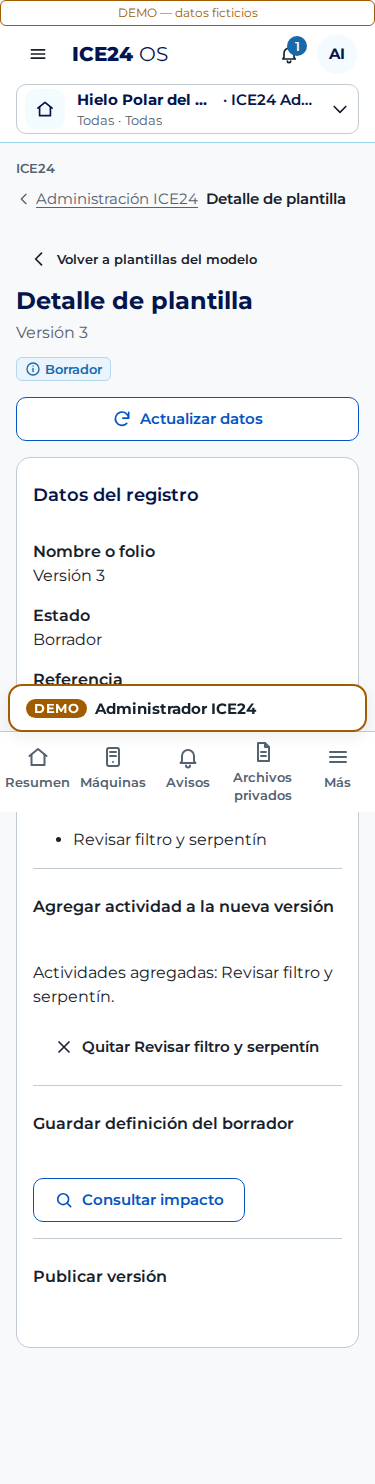 DEMO — datos ficticios
ICE24 OS
1
AI
Hielo Polar del ... · ICE24 Ad...
Todas · Todas
ICE24
Administración ICE24 Detalle de plantilla
Volver a plantillas del modelo
Detalle de plantilla
Versión 3
Borrador
Actualizar datos
Datos del registro
Nombre o folio
Versión 3
Estado
Borrador
Referencia
DEMO Administrador ICE24
Resumen Máquinas Avisos Archivos privados Más
• Revisar filtro y serpentín
Agregar actividad a la nueva versión
Actividades agregadas: Revisar filtro y
serpentín.
Quitar Revisar filtro y serpentín
Guardar definición del borrador
Consultar impacto
Publicar versión